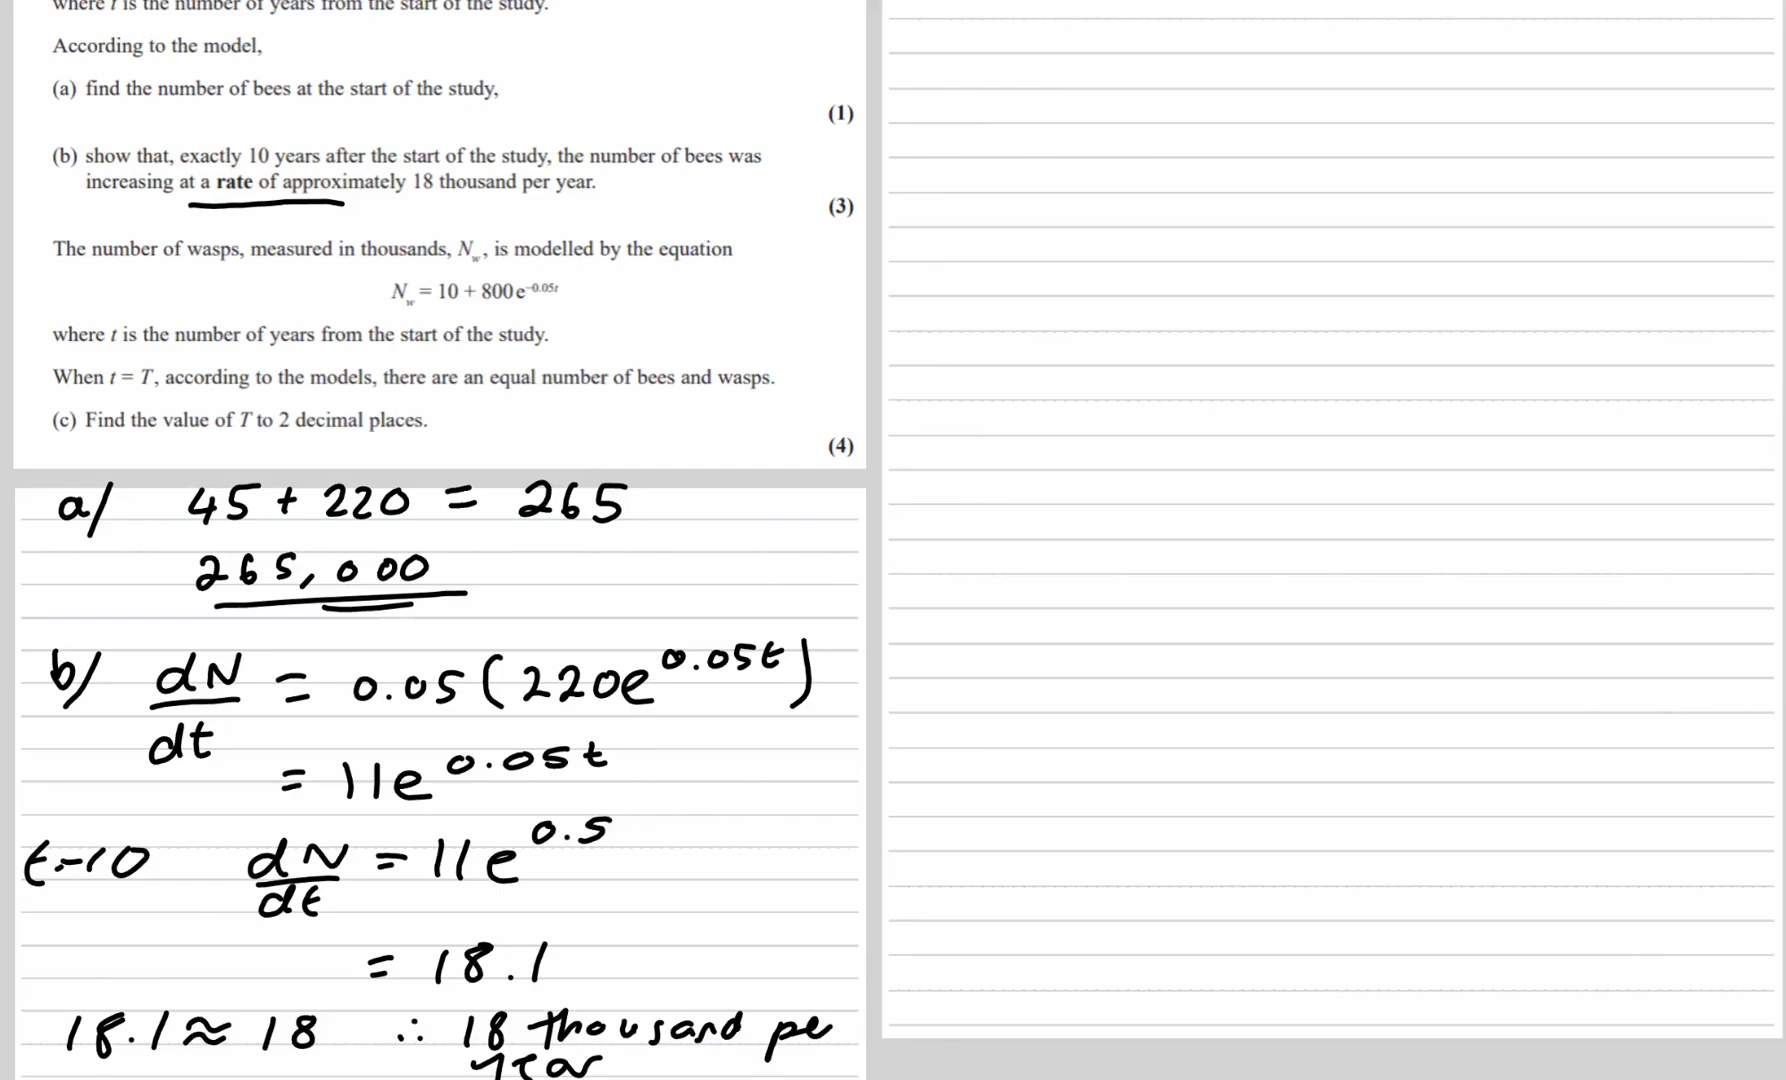 where t is the number of years from the start of the study.
According to the model,
(a) find the number of bees at the start of the study,
(1)
(b) show that, exactly 10 years after the start of the study, the number of bees was
increasing at a rate of approximately 18 thousand per year.
(3)
The number of wasps, measured in thousands, N_w, is modelled by the equation
N_w = 10 + 800e^{-0.05t}
where t is the number of years from the start of the study.
When t = T, according to the models, there are an equal number of bees and wasps.
(c) Find the value of T to 2 decimal places.
(4)
a/ 45 + 220 = 265
265,000
b/ dN/dt = 0.05(220e^{0.05t})
= 11e^{0.05t}
t=10 dN/dt = 11e^{0.5}
= 18.1
18.1 ≈ 18 ∴ 18 thousand per
year